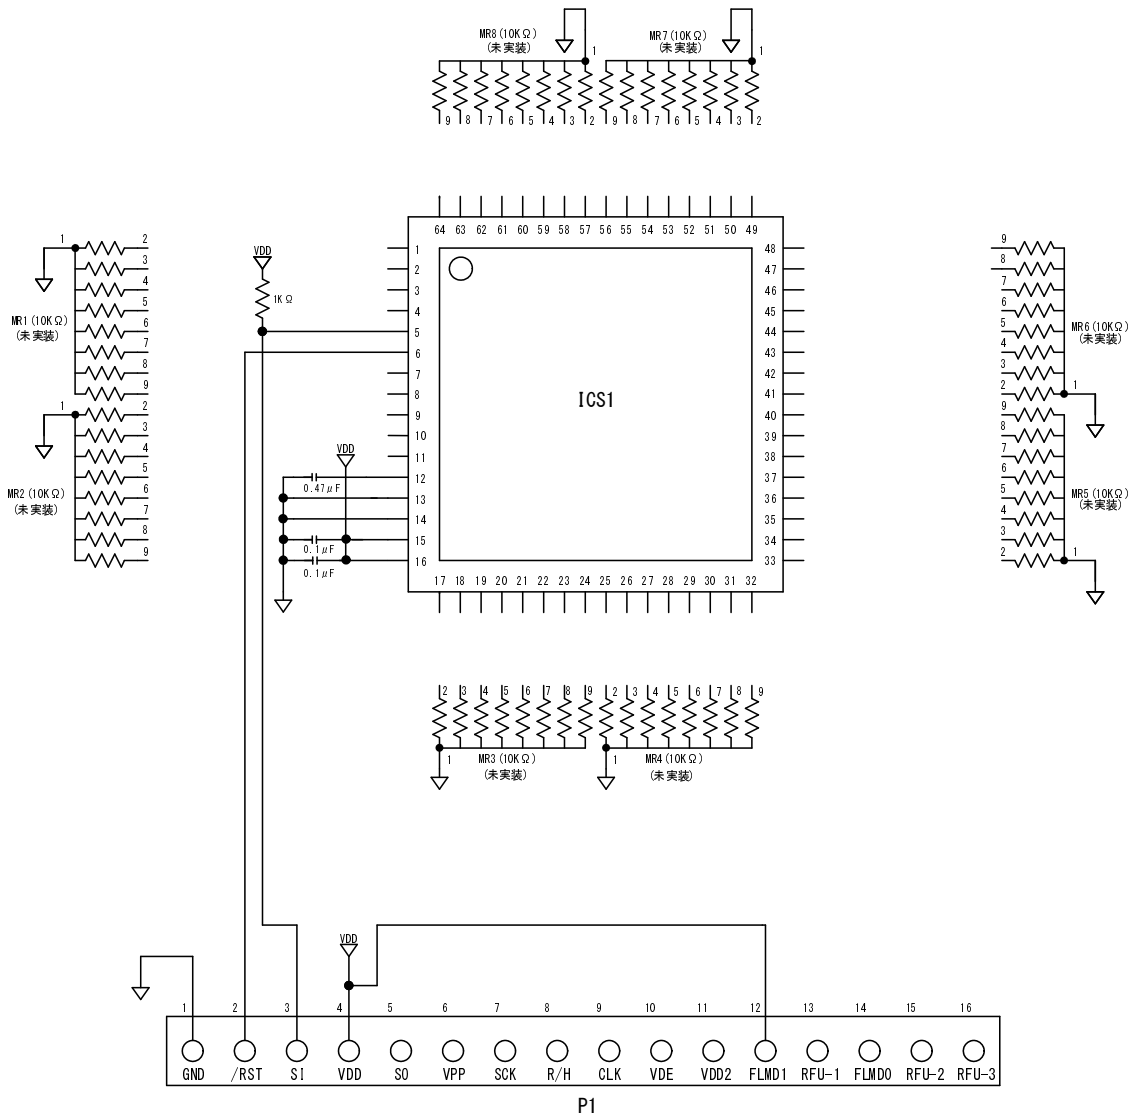 MR8(10KΩ)
(未実装)
1
MR7(10KΩ)
(未実装)
1
9 8 7 6 5 4 3 2 9 8 7 6 5 4 3 2
64 63 62 61 60 59 58 57 56 55 54 53 52 51 50 49
1
2
3
4
5
6
7
8
9
MR1(10KΩ)
(未実装)
1
2
3
4
5
6
7
8
9
MR2(10KΩ)
(未実装)
VDD
1KΩ
VDD
0.47μF
0.1μF
0.1μF
1
2
3
4
5
6
7
8
9
10
11
12
13
14
15
16
ICS1
48
47
46
45
44
43
42
41
40
39
38
37
36
35
34
33
9
8
7
6
5
4
3
2
1
MR6(10KΩ)
(未実装)
9
8
7
6
5
4
3
2
1
MR5(10KΩ)
(未実装)
17 18 19 20 21 22 23 24 25 26 27 28 29 30 31 32
2 3 4 5 6 7 8 9 2 3 4 5 6 7 8 9
1
MR3(10KΩ)
(未実装)
1
MR4(10KΩ)
(未実装)
VDD
1 2 3 4 5 6 7 8 9 10 11 12 13 14 15 16
GND /RST SI VDD SO VPP SCK R/H CLK VDE VDD2 FLMD1 RFU-1 FLMD0 RFU-2 RFU-3
P1